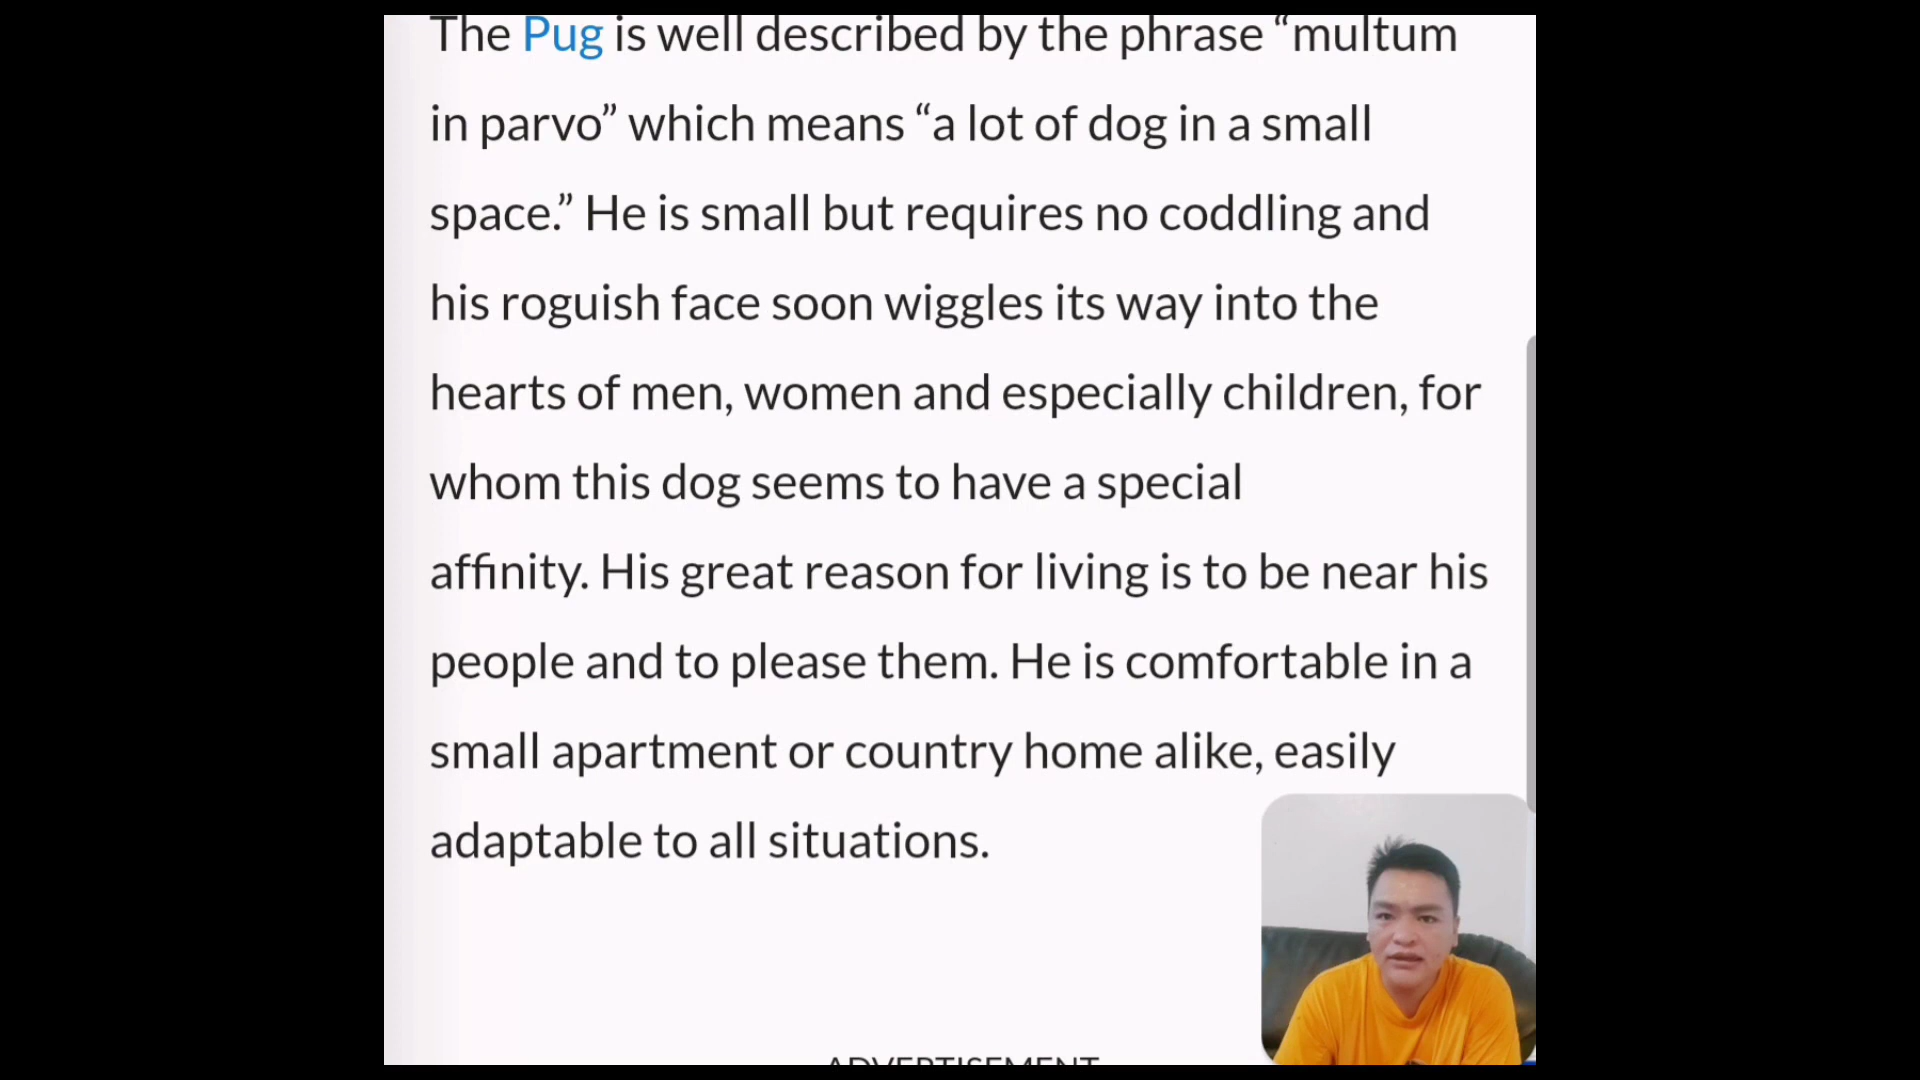 The Pug is well described by the phrase “multum
in parvo” which means “a lot of dog in a small
space.” He is small but requires no coddling and
his roguish face soon wiggles its way into the
hearts of men, women and especially children, for
whom this dog seems to have a special
affinity. His great reason for living is to be near his
people and to please them. He is comfortable in a
small apartment or country home alike, easily
adaptable to all situations.
ADVERTISEMENT